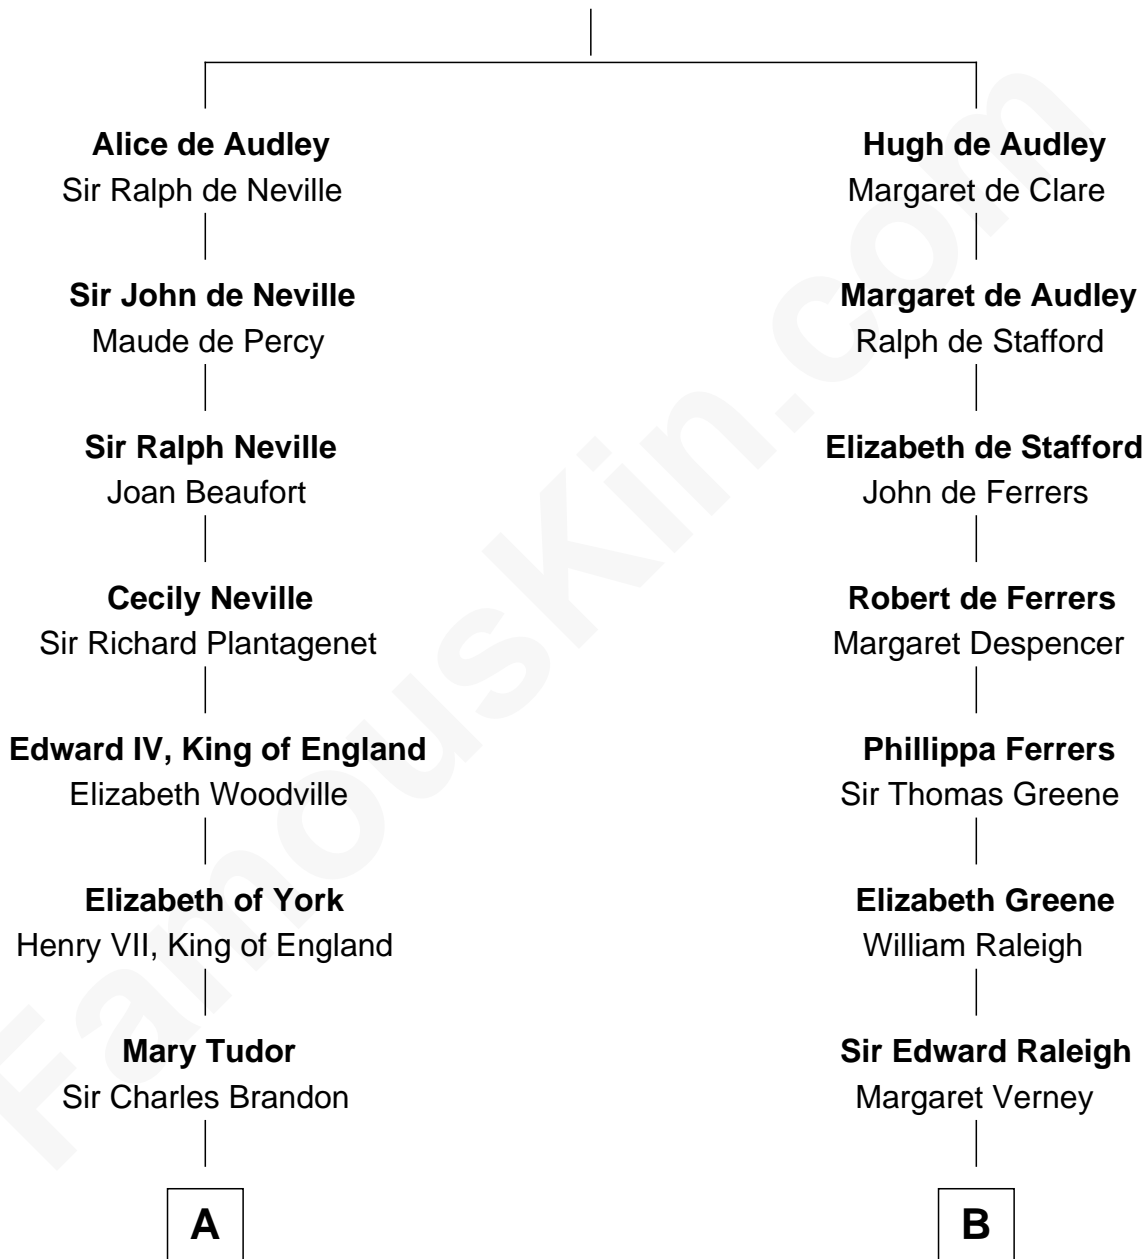 Alice de Audley
Sir Ralph de Neville
Sir John de Neville
Maude de Percy
Sir Ralph Neville
Joan Beaufort
Cecily Neville
Sir Richard Plantagenet
Edward IV, King of England
Elizabeth Woodville
Elizabeth of York
Henry VII, King of England
Mary Tudor
Sir Charles Brandon
A
Hugh de Audley
Margaret de Clare
Margaret de Audley
Ralph de Stafford
Elizabeth de Stafford
John de Ferrers
Robert de Ferrers
Margaret Despencer
Phillippa Ferrers
Sir Thomas Greene
Elizabeth Greene
William Raleigh
Sir Edward Raleigh
Margaret Verney
B
FamousKin.com